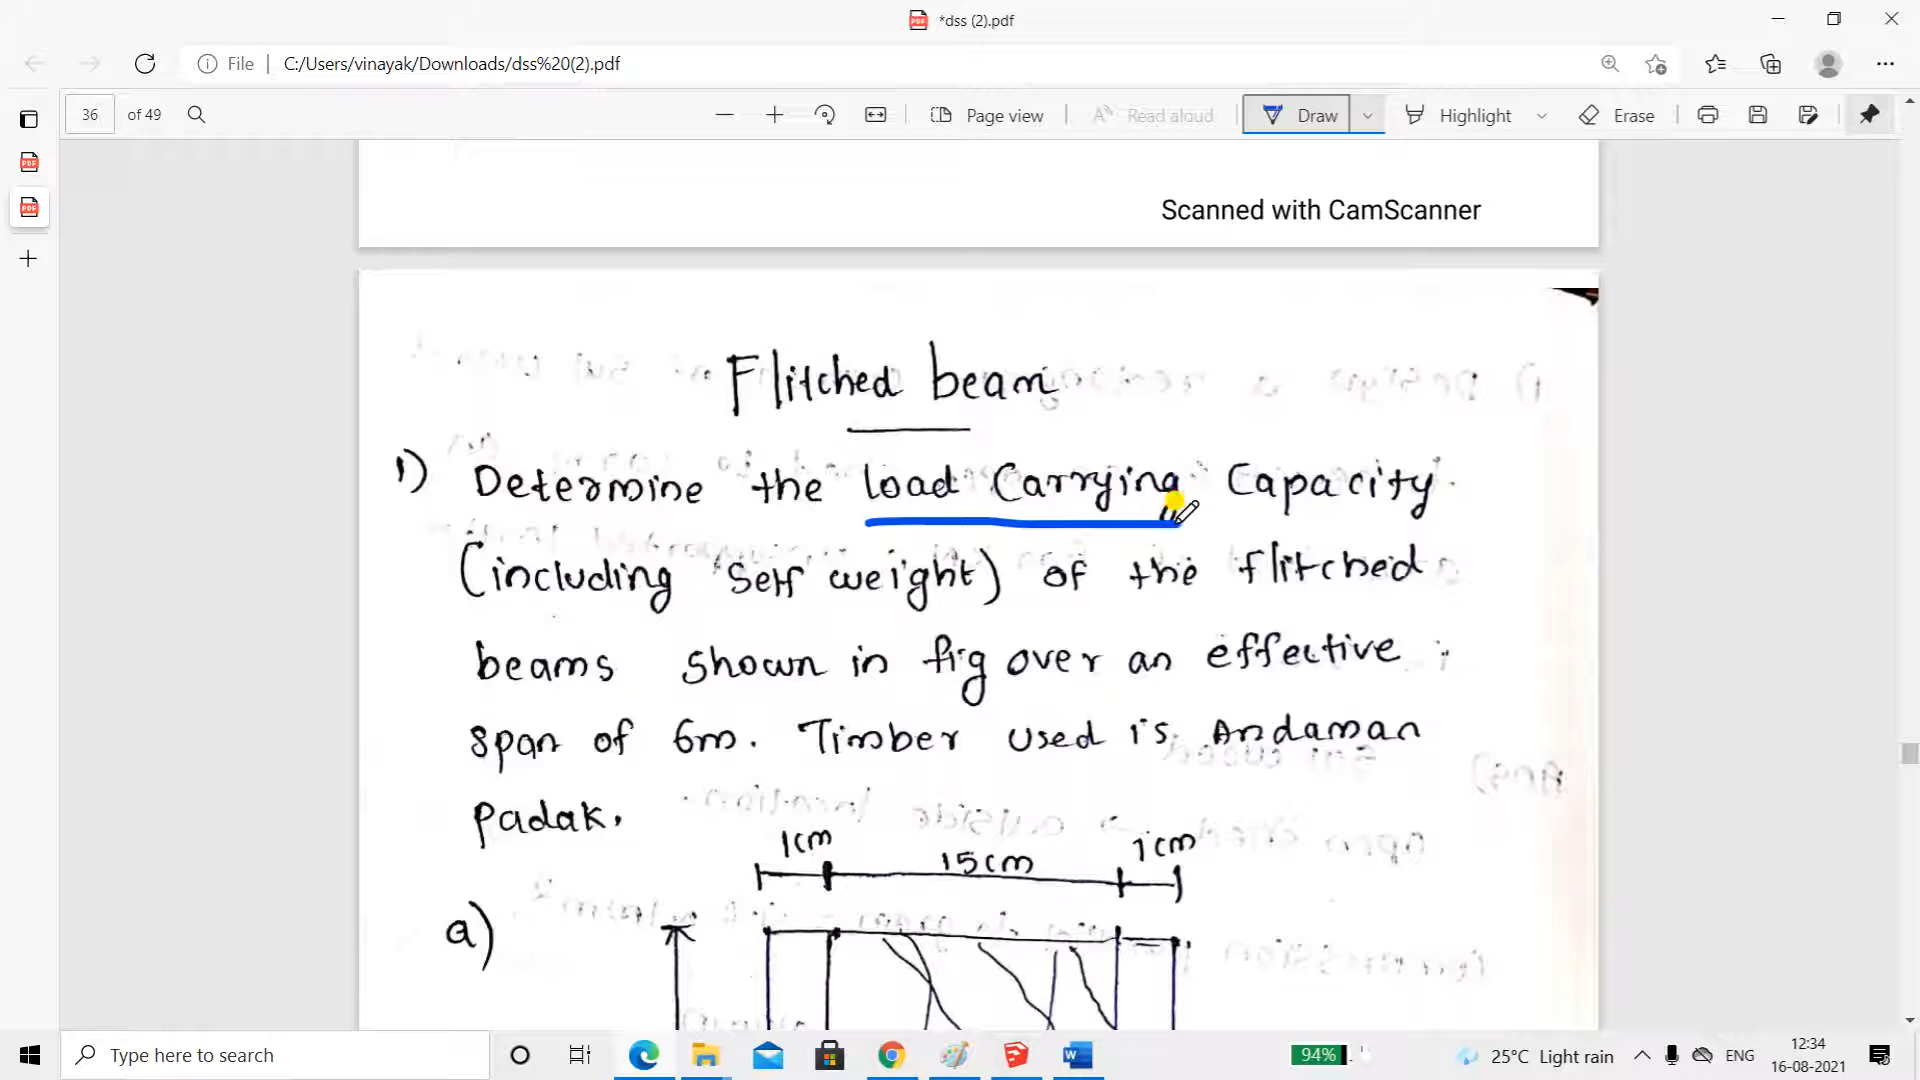 *dss (2).pdf
File | C:/Users/vinayak/Downloads/dss%20(2).pdf
36 of 49 Page view Read aloud Draw Highlight Erase
Scanned with CamScanner
Flitched beam
1) Determine the load Carrying Capacity
(including self weight) of the flitched
beams shown in fig over an effective
span of 6m. Timber used is Andaman
Padak.
1cm 15cm 1cm
a)
Type here to search
94% 25°C Light rain ENG
12:34
16-08-2021